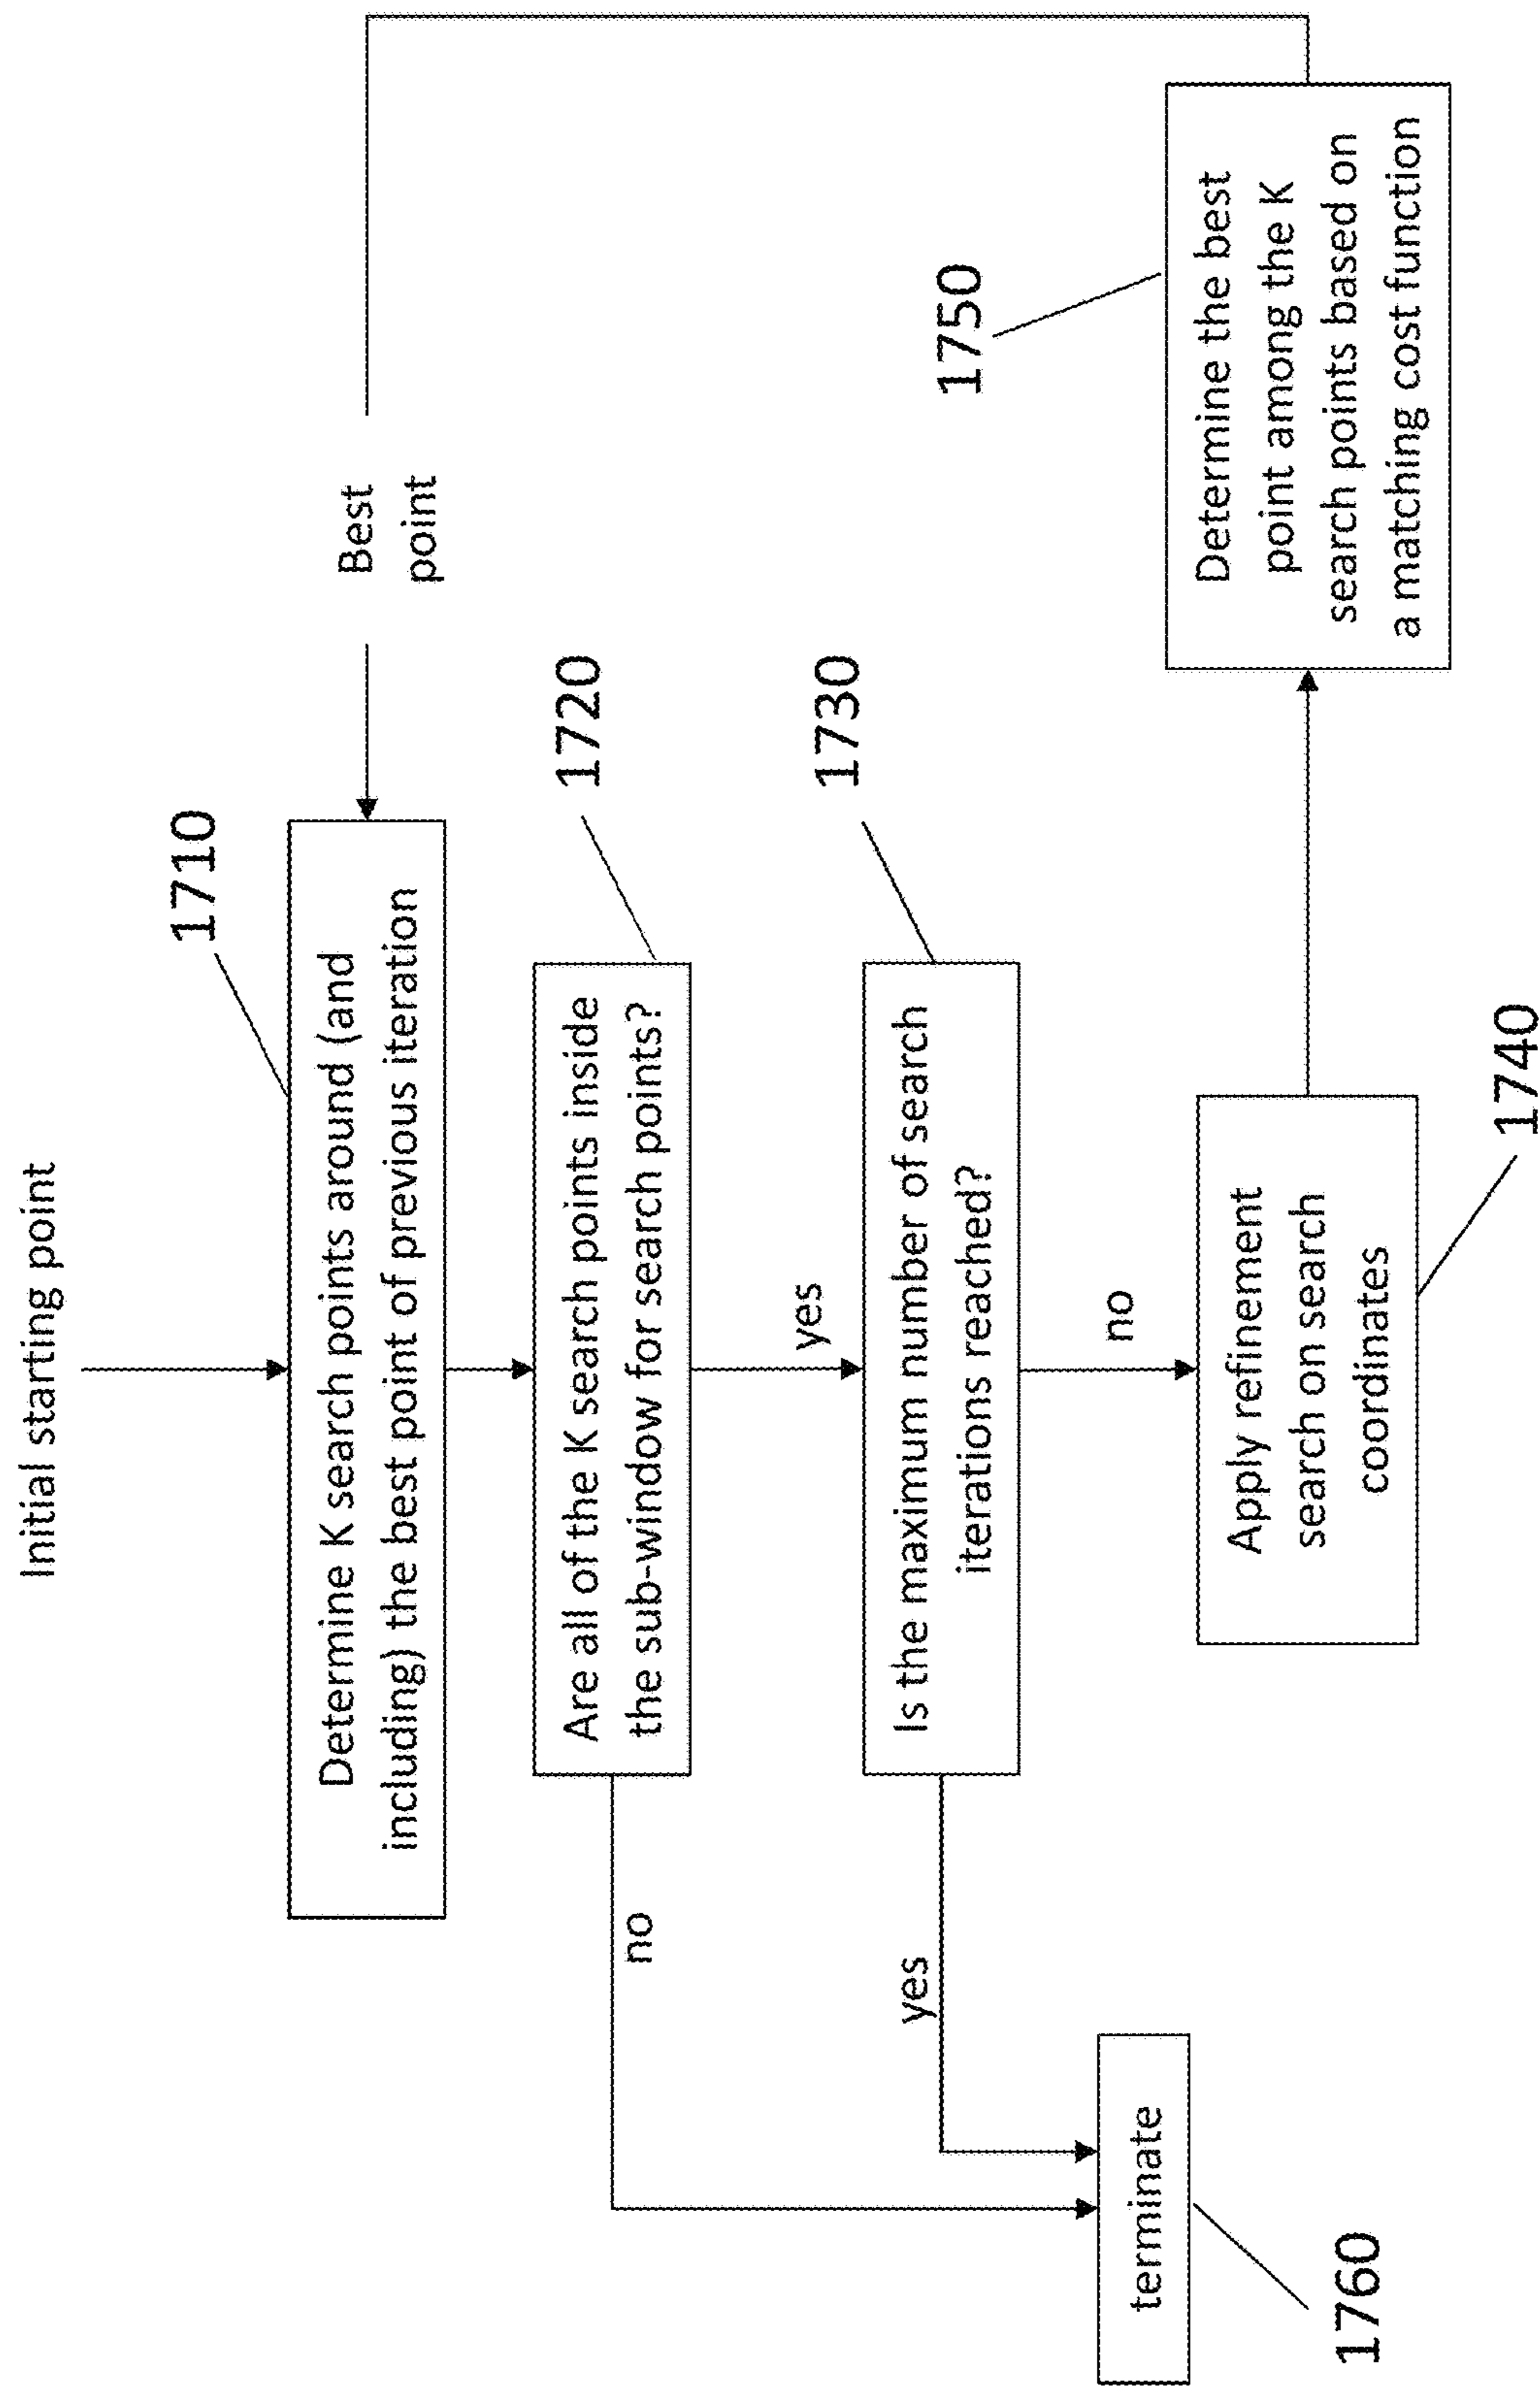 Initial starting point
1710
Determine K search points around (and
including) the best point of previous iteration
Best
point
1720
Are all of the K search points inside
the sub-window for search points?
no
yes
1730
Is the maximum number of search
iterations reached?
yes
no
1740
Apply refinement
search on search
coordinates
1750
Determine the best
point among the K
search points based on
a matching cost function
terminate
1760